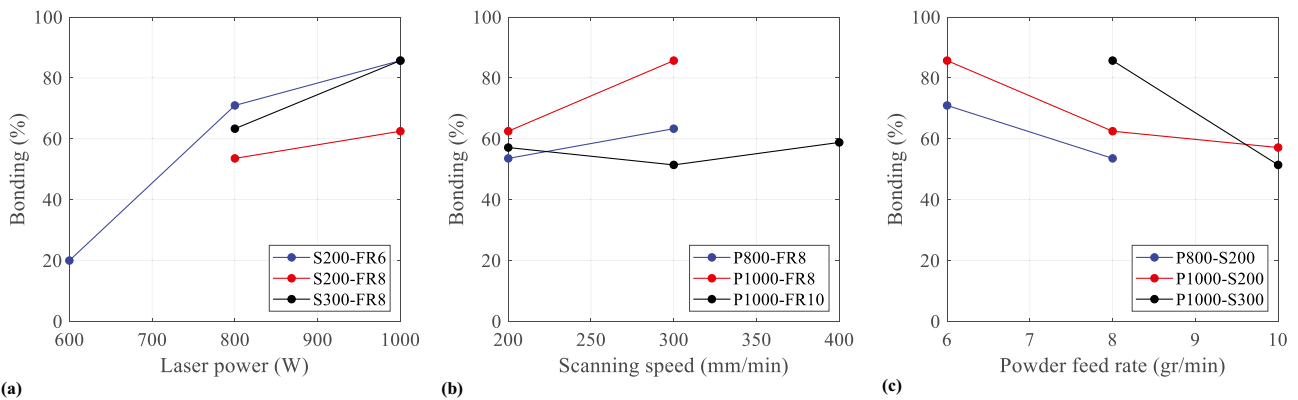 100
80
60
40
20
0
Bonding (%)
600 700 800 900 1000
Laser power (W)
S200-FR6
S200-FR8
S300-FR8
(a)
100
80
60
40
20
0
Bonding (%)
200 250 300 350 400
Scanning speed (mm/min)
P800-FR8
P1000-FR8
P1000-FR10
(b)
100
80
60
40
20
0
Bonding (%)
6 7 8 9 10
Powder feed rate (gr/min)
P800-S200
P1000-S200
P1000-S300
(c)